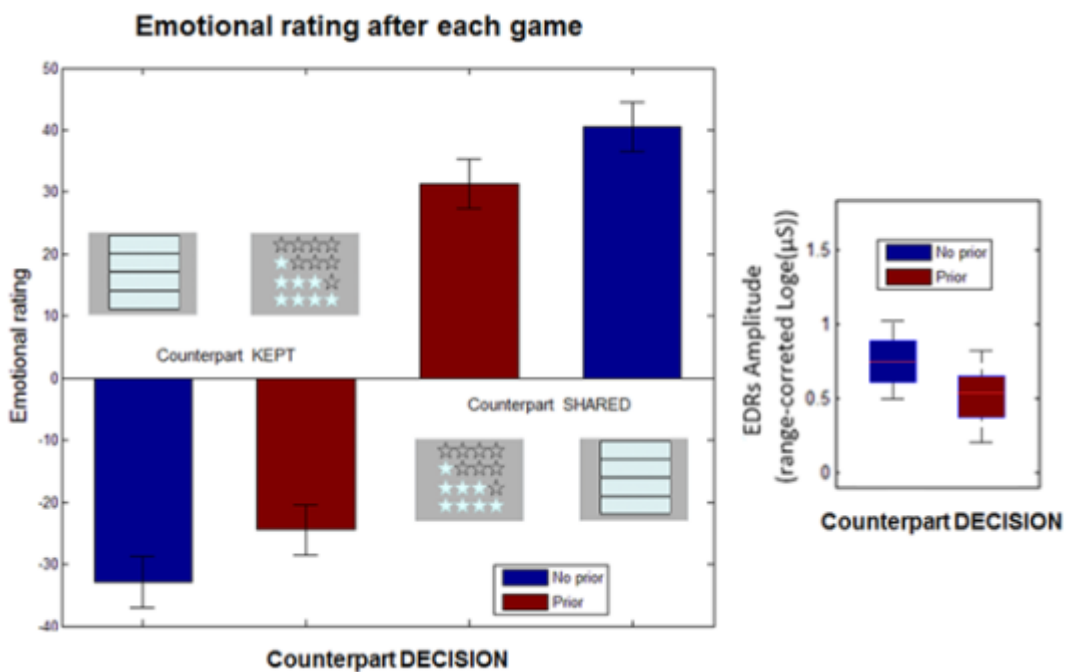 Emotional rating after each game
50
40
30
20
10
0
-10
-20
-30
-40
Emotional rating
Counterpart KEPT
Counterpart SHARED
No prior
Prior
Counterpart DECISION
EDRs Amplitude
(range-correted Loge(µS))
1.5
1
0.5
0
No prior
Prior
Counterpart DECISION